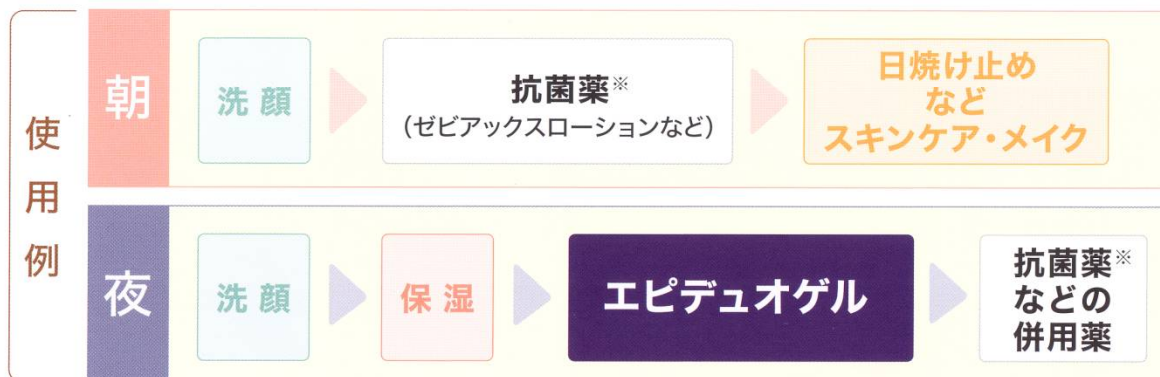 使用例
朝
洗顔
抗菌薬※
（ゼビアックスローションなど）
日焼け止め
など
スキンケア・メイク
夜
洗顔
保湿
エピデュオゲル
抗菌薬※
などの
併用薬